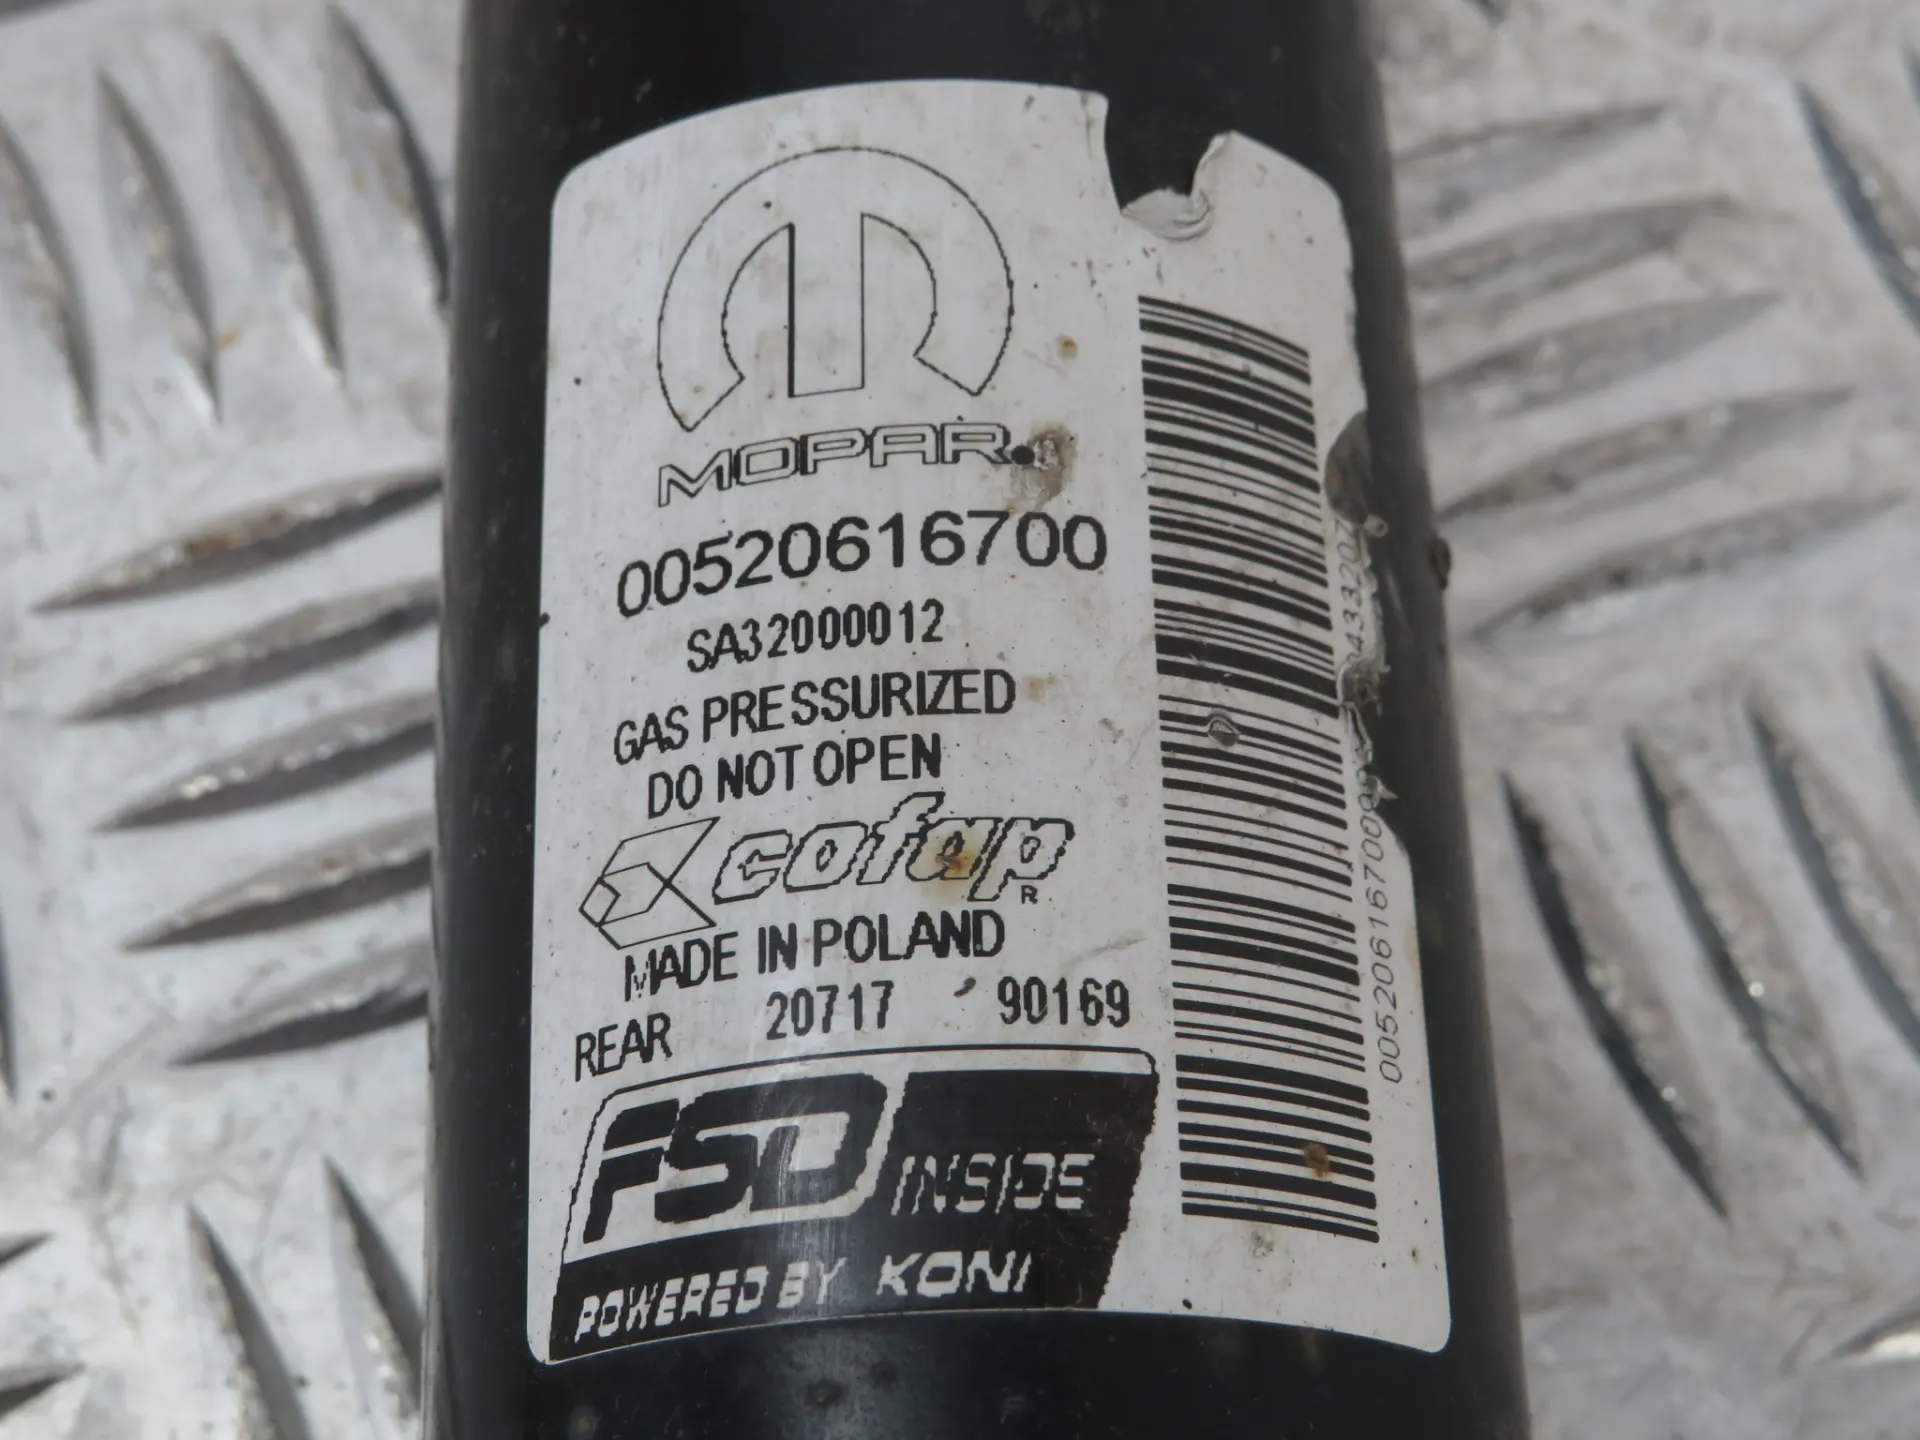 MOPAR
00520616700
SA32000012
GAS PRESSURIZED
DO NOT OPEN
cofap
R
MADE IN POLAND
REAR 20717 90169
FSD INSIDE
POWERED BY KONI